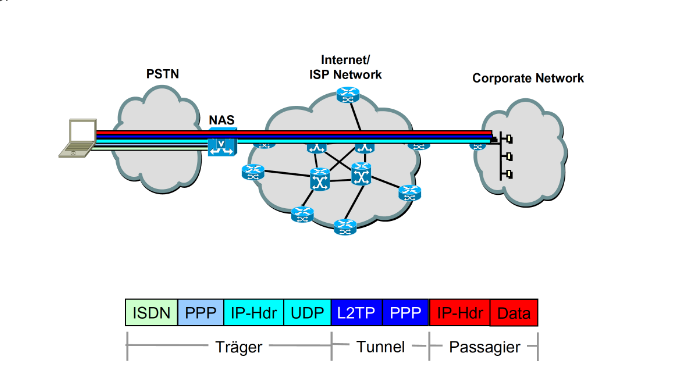 Internet/
ISP Network
PSTN
Corporate Network
NAS
V
ISDN PPP IP-Hdr UDP L2TP PPP IP-Hdr Data
Träger Tunnel Passagier